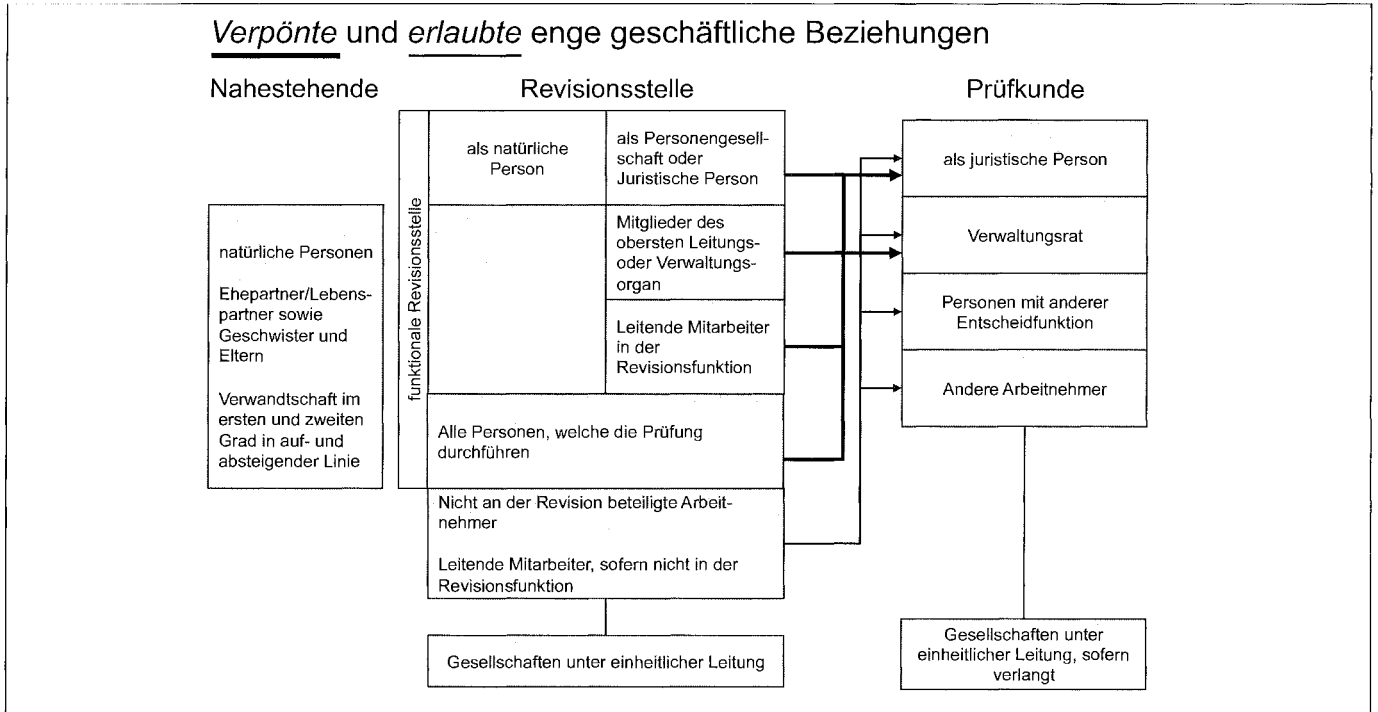 Verpönte und erlaubte enge geschäftliche Beziehungen
Nahestehende
Revisionsstelle
Prüfkunde
natürliche Personen
Ehepartner/Lebens-
partner sowie
Geschwister und
Eltern
Verwandtschaft im
ersten und zweiten
Grad in auf- und
absteigender Linie
funktionale Revisionsstelle
als natürliche
Person
als Personengesell-
schaft oder
Juristische Person
Mitglieder des
obersten Leitungs-
oder Verwaltungs-
organ
Leitende Mitarbeiter
in der
Revisionsfunktion
Alle Personen, welche die Prüfung
durchführen
Nicht an der Revision beteiligte Arbeit-
nehmer
Leitende Mitarbeiter, sofern nicht in der
Revisionsfunktion
Gesellschaften unter einheitlicher Leitung
als juristische Person
Verwaltungsrat
Personen mit anderer
Entscheidfunktion
Andere Arbeitnehmer
Gesellschaften unter
einheitlicher Leitung, sofern
verlangt